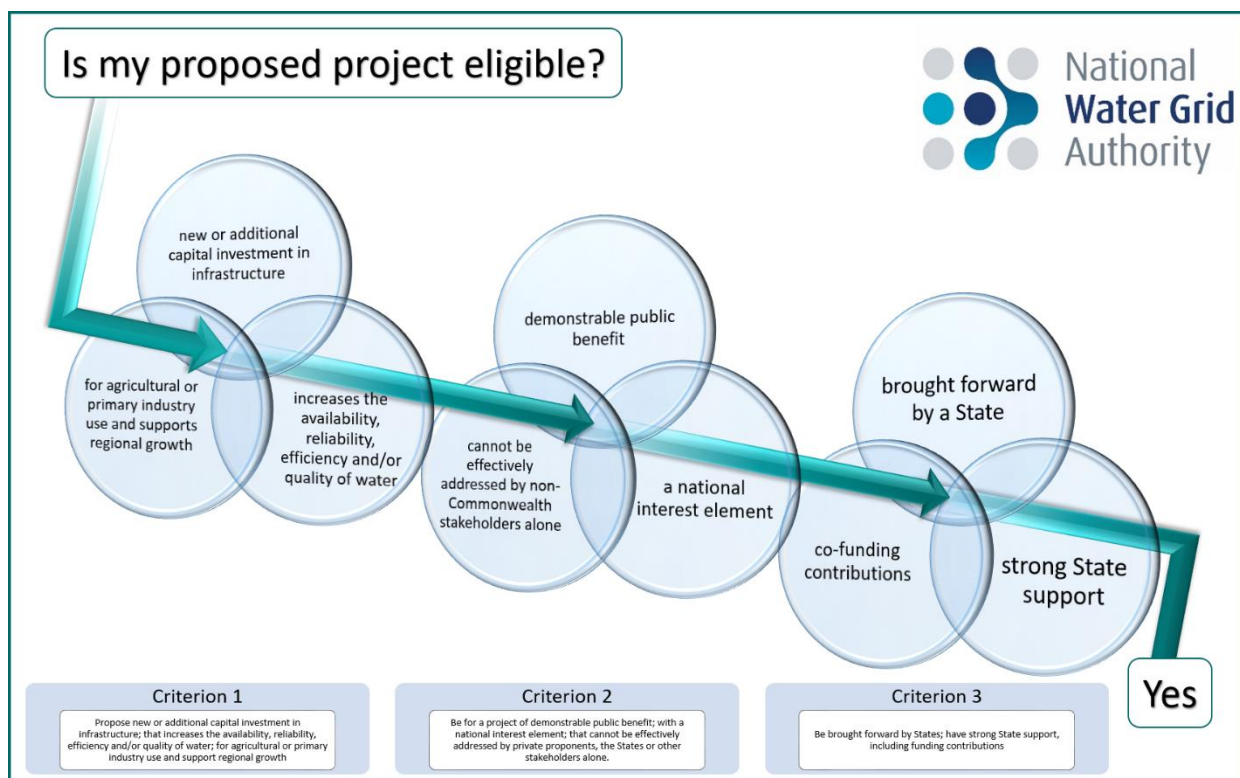 Is my proposed project eligible?
National
Water Grid
Authority
new or additional
capital investment in
infrastructure
for agricultural or
primary industry
use and supports
regional growth
increases the
availability,
reliability,
efficiency and/or
quality of water
demonstrable public
benefit
cannot be
effectively
addressed by non-
Commonwealth
stakeholders alone
a national
interest element
brought forward
by a State
co-funding
contributions
strong State
support
Yes
Criterion 1
Propose new or additional capital investment in
infrastructure; that increases the availability, reliability,
efficiency and/or quality of water; for agricultural or primary
industry use and support regional growth
Criterion 2
Be for a project of demonstrable public benefit; with a
national interest element; that cannot be effectively
addressed by private proponents, the States or other
stakeholders alone.
Criterion 3
Be brought forward by States; have strong State support,
including funding contributions